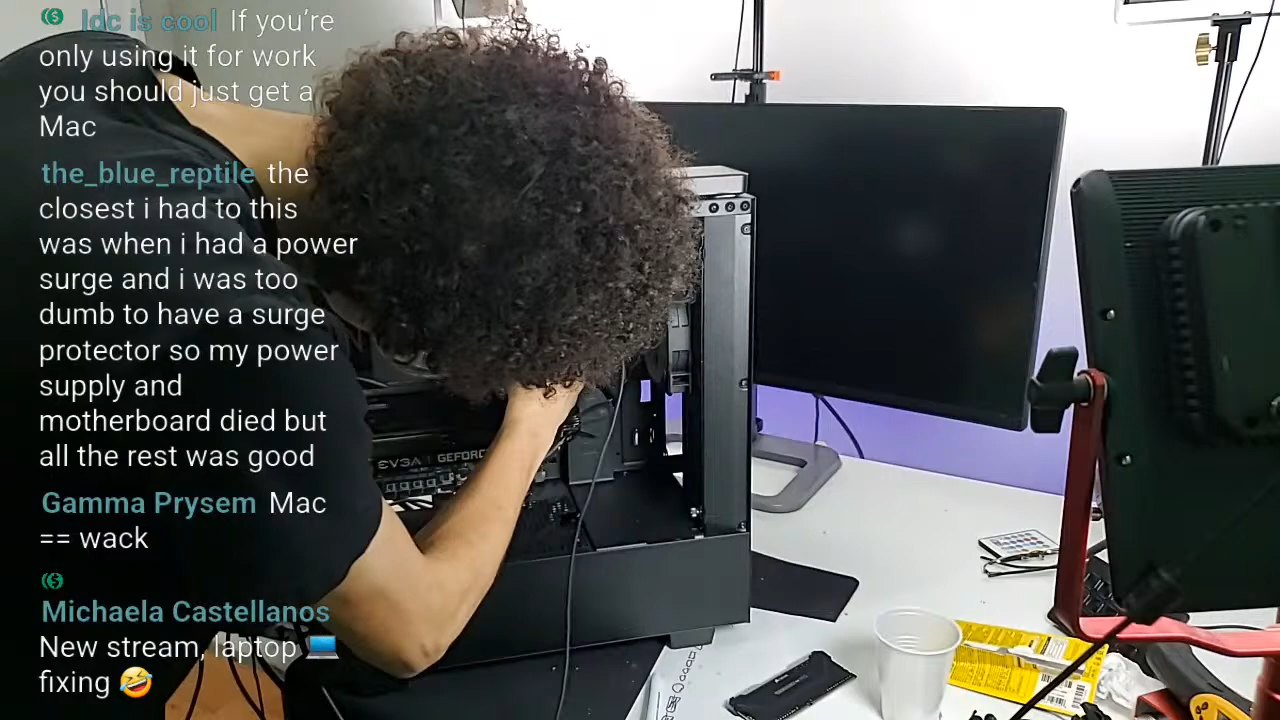 Idc is cool If you're
only using it for work
you should just get a
Mac
the_blue_reptile the
closest i had to this
was when i had a power
surge and i was too
dumb to have a surge
protector so my power
supply and
motherboard died but
all the rest was good
Gamma Prysem Mac
== wack
Michaela Castellanos
New stream, laptop 💻
fixing 🤣
EVGA | GEFORC